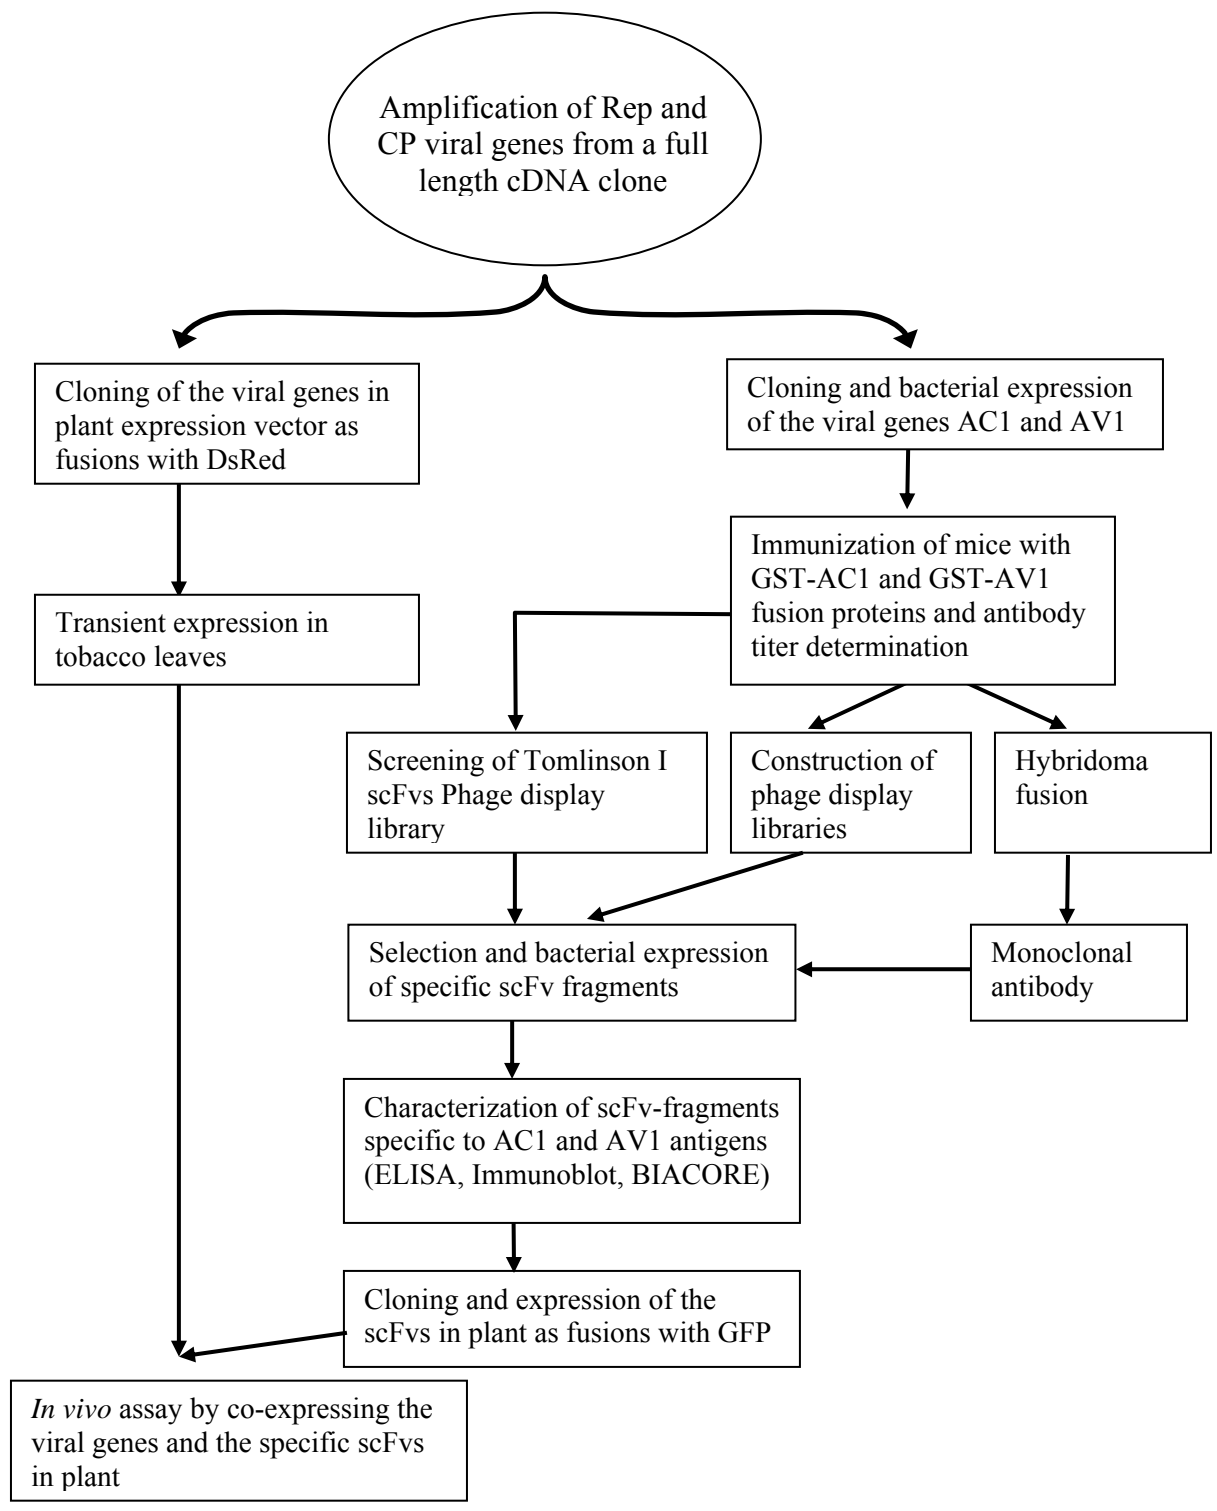 Amplification of Rep and
CP viral genes from a full
length cDNA clone
Cloning of the viral genes in
plant expression vector as
fusions with DsRed
Cloning and bacterial expression
of the viral genes AC1 and AV1
Immunization of mice with
GST-AC1 and GST-AV1
fusion proteins and antibody
titer determination
Transient expression in
tobacco leaves
Screening of Tomlinson I
scFvs Phage display
library
Construction of
phage display
libraries
Hybridoma
fusion
Selection and bacterial expression
of specific scFv fragments
Monoclonal
antibody
Characterization of scFv-fragments
specific to AC1 and AV1 antigens
(ELISA, Immunoblot, BIACORE)
Cloning and expression of the
scFvs in plant as fusions with GFP
In vivo assay by co-expressing the
viral genes and the specific scFvs
in plant